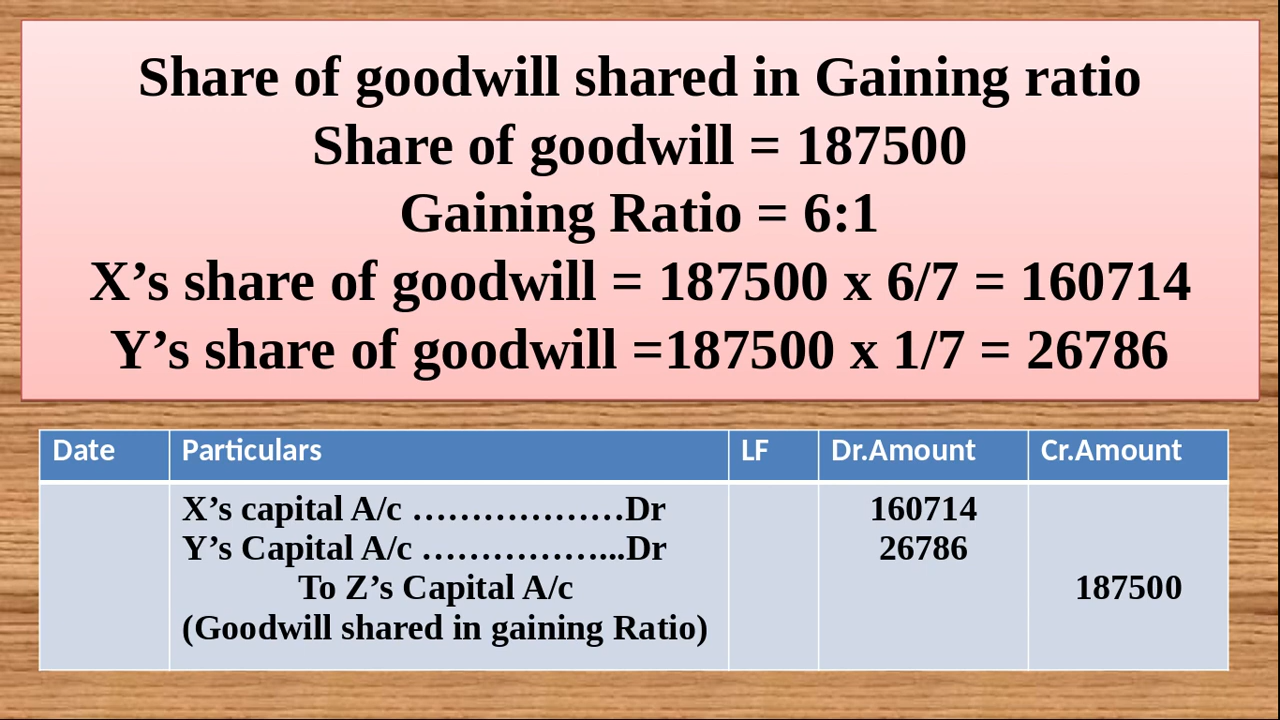 Share of goodwill shared in Gaining ratio
Share of goodwill = 187500
Gaining Ratio = 6:1
X’s share of goodwill = 187500 x 6/7 = 160714
Y’s share of goodwill =187500 x 1/7 = 26786
Date Particulars LF Dr.Amount Cr.Amount
X’s capital A/c ………………Dr 160714
Y’s Capital A/c ……………...Dr 26786
To Z’s Capital A/c 187500
(Goodwill shared in gaining Ratio)